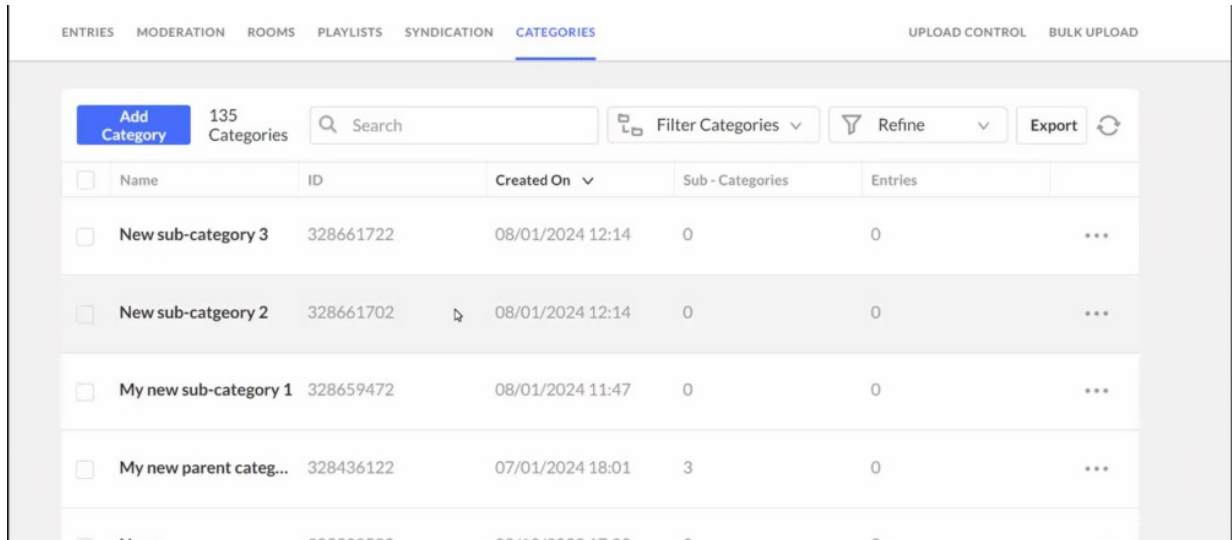 ENTRIES MODERATION ROOMS PLAYLISTS SYNDICATION CATEGORIES UPLOAD CONTROL BULK UPLOAD
Add Category 135 Categories Search Filter Categories Refine Export
Name ID Created On Sub - Categories Entries
New sub-category 3 328661722 08/01/2024 12:14 0 0
New sub-catgeory 2 328661702 08/01/2024 12:14 0 0
My new sub-category 1 328659472 08/01/2024 11:47 0 0
My new parent categ... 328436122 07/01/2024 18:01 3 0